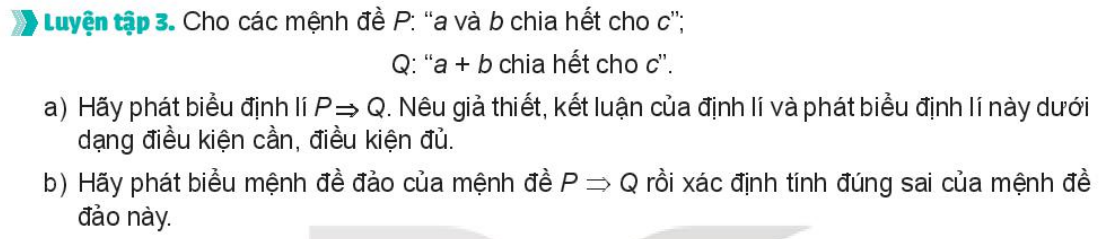 Luyện tập 3. Cho các mệnh đề P: “a và b chia hết cho c”;
Q: “a + b chia hết cho c”.
a) Hãy phát biểu định lí P ⇒ Q. Nêu giả thiết, kết luận của định lí và phát biểu định lí này dưới
dạng điều kiện cần, điều kiện đủ.
b) Hãy phát biểu mệnh đề đảo của mệnh đề P ⇒ Q rồi xác định tính đúng sai của mệnh đề
đảo này.